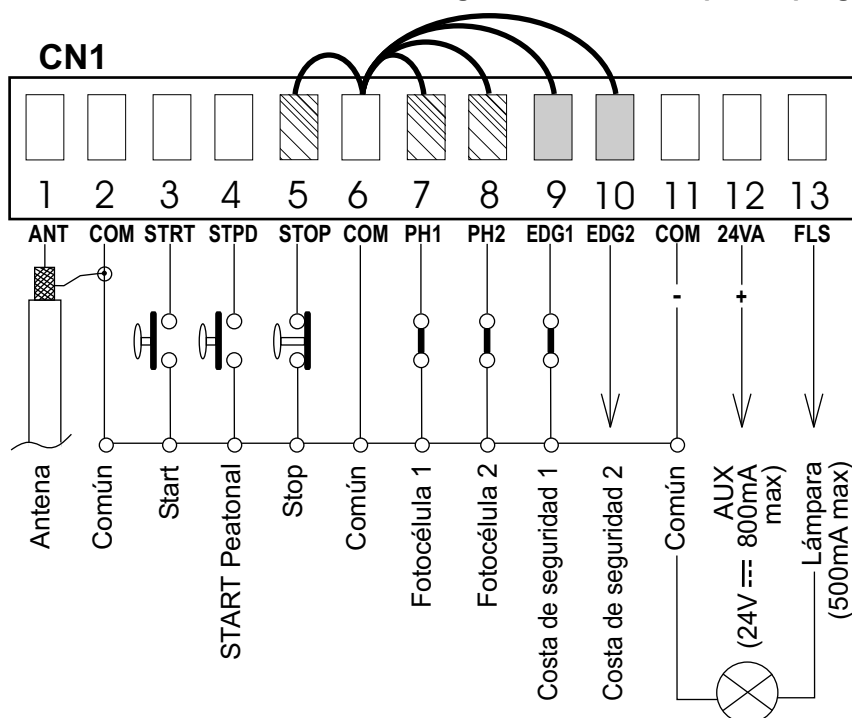 CN1
1 2 3 4 5 6 7 8 9 10 11 12 13
ANT COM STRT STPD STOP COM PH1 PH2 EDG1 EDG2 COM 24VA FLS
- +
Antena
Común
Start
START Peatonal
Stop
Común
Fotocélula 1
Fotocélula 2
Costa de seguridad 1
Costa de seguridad 2
Común
AUX
(24V ⎓ 800mA
max)
Lámpara
(500mA max)